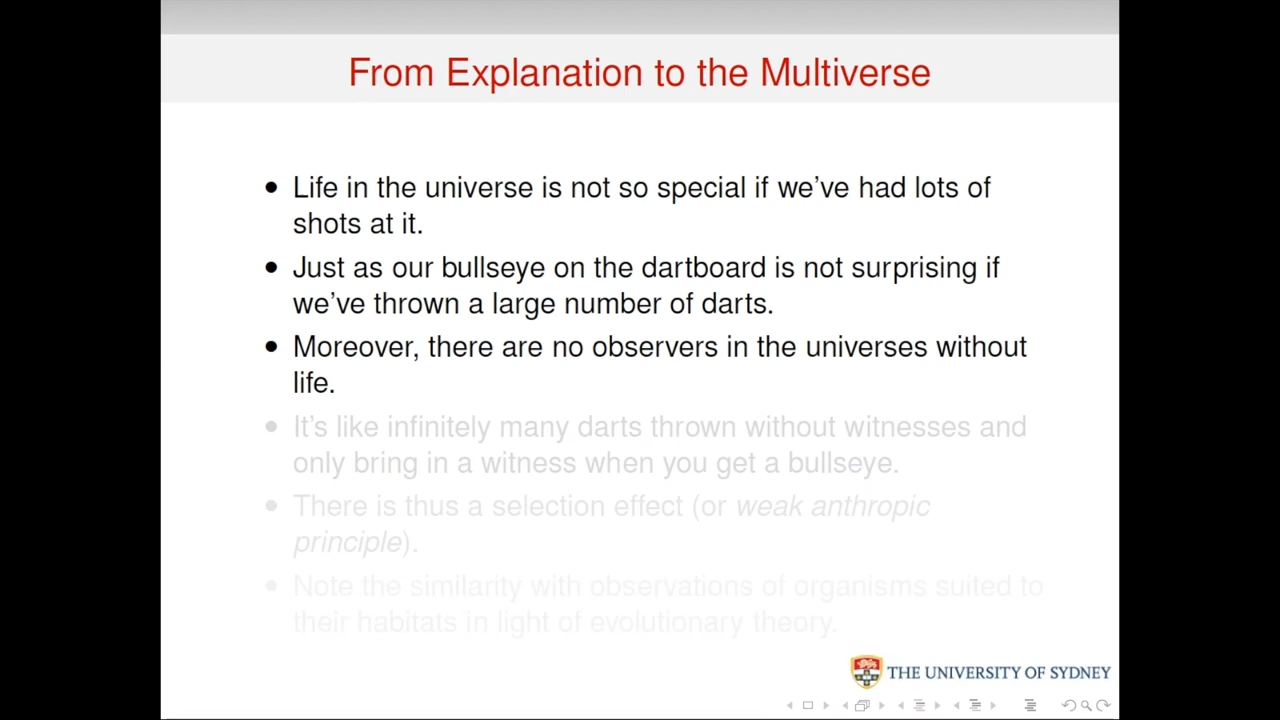 From Explanation to the Multiverse
• Life in the universe is not so special if we've had lots of
shots at it.
• Just as our bullseye on the dartboard is not surprising if
we've thrown a large number of darts.
• Moreover, there are no observers in the universes without
life.
• It's like infinitely many darts thrown without witnesses and
only bring in a witness when you get a bullseye.
• There is thus a selection effect (or weak anthropic
principle).
• Note the similarity with observations of organisms suited to
their habitats in light of evolutionary theory.
THE UNIVERSITY OF SYDNEY